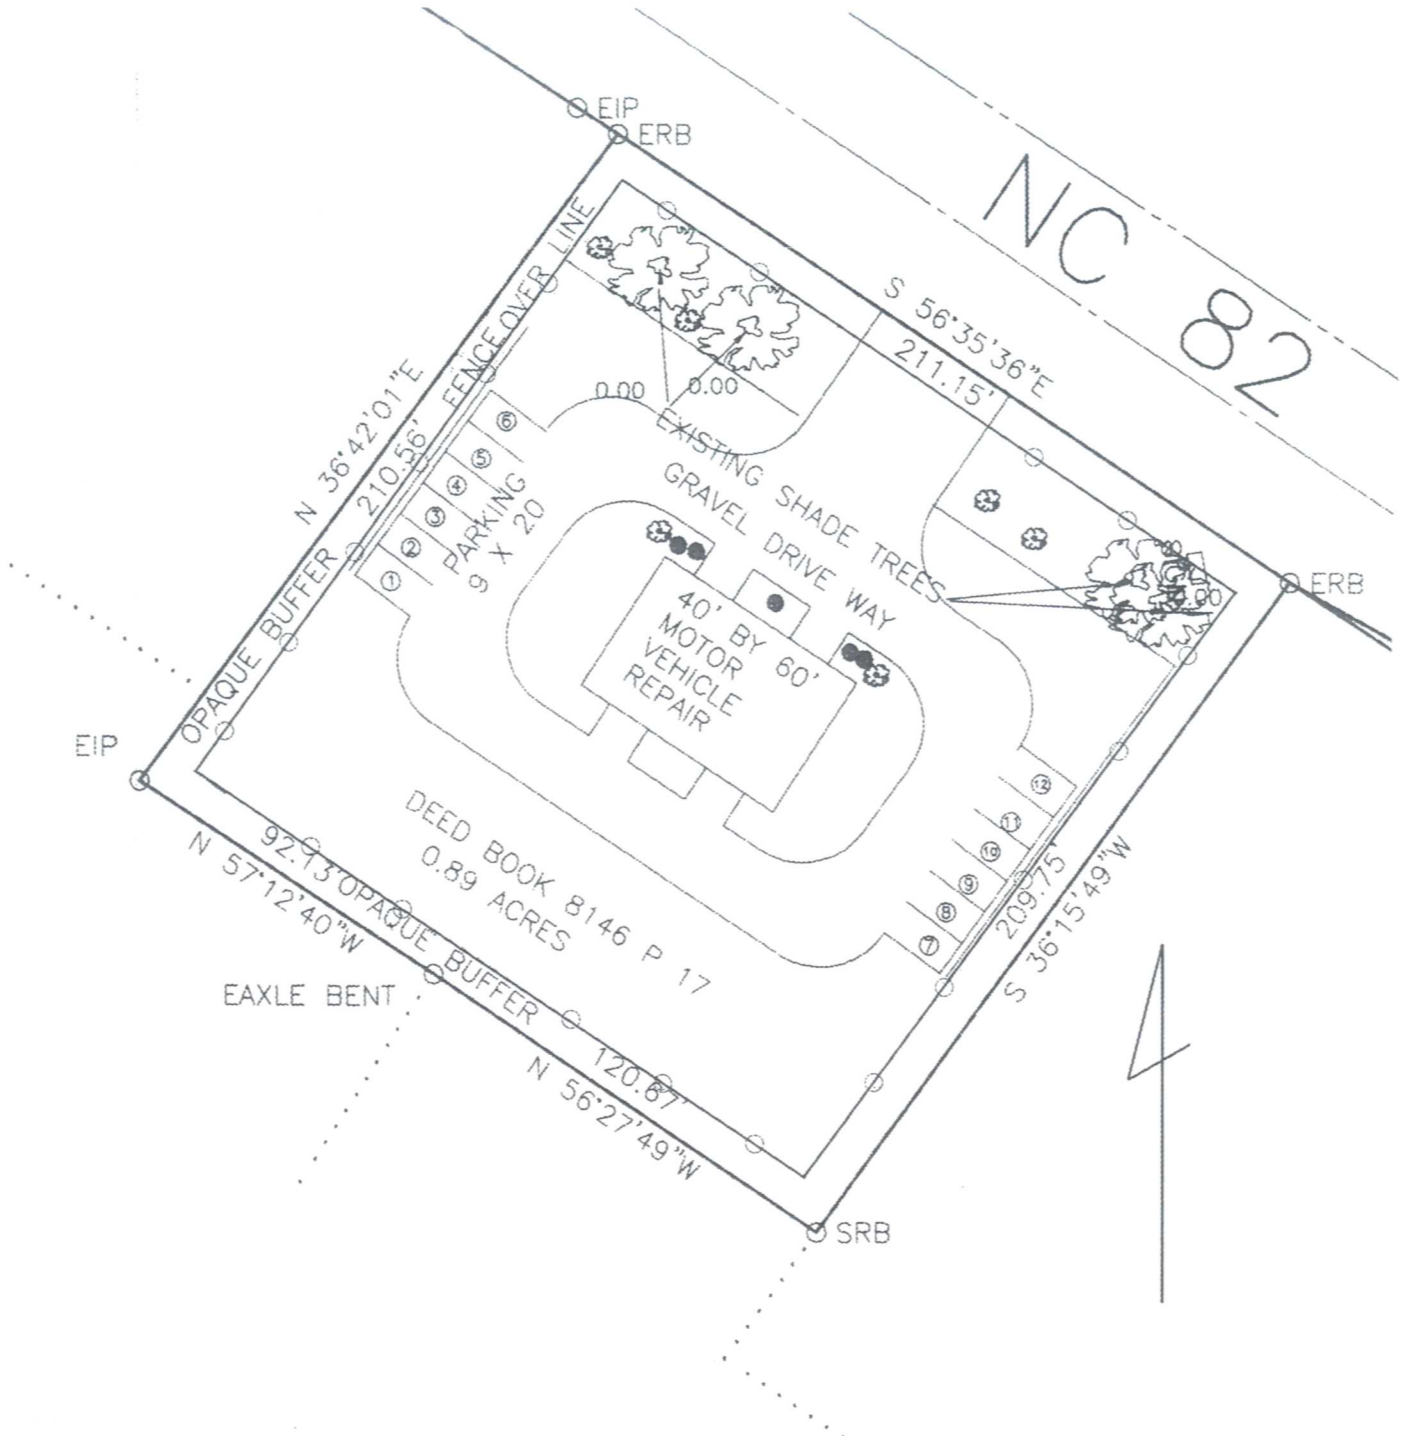 EIP
ERB
NC 82
S 56°35'36"E
211.15'
FENCE OVER LINE
N 36°42'01"E
210.56'
OPAQUE BUFFER
0.00
0.00
EXISTING SHADE TREES
GRAVEL DRIVE WAY
6
5
4
3
2
1
PARKING
9 X 20
40' BY 60'
MOTOR
VEHICLE
REPAIR
ERB
12
11
10
9
8
7
209.75'
S 36°15'49"W
EIP
92.13'
N 57°12'40"W
OPAQUE BUFFER
DEED BOOK 8146 P 17
0.89 ACRES
EAXLE BENT
120.67'
N 56°27'49"W
SRB